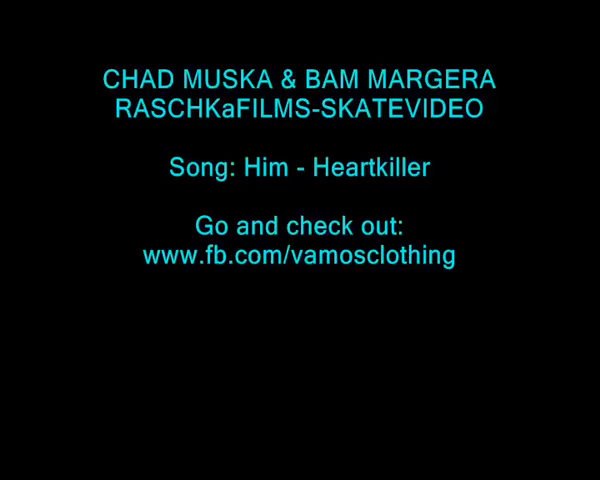 CHAD MUSKA & BAM MARGERA
RASCHKaFILMS-SKATEVIDEO
Song: Him - Heartkiller
Go and check out:
www.fb.com/vamosclothing